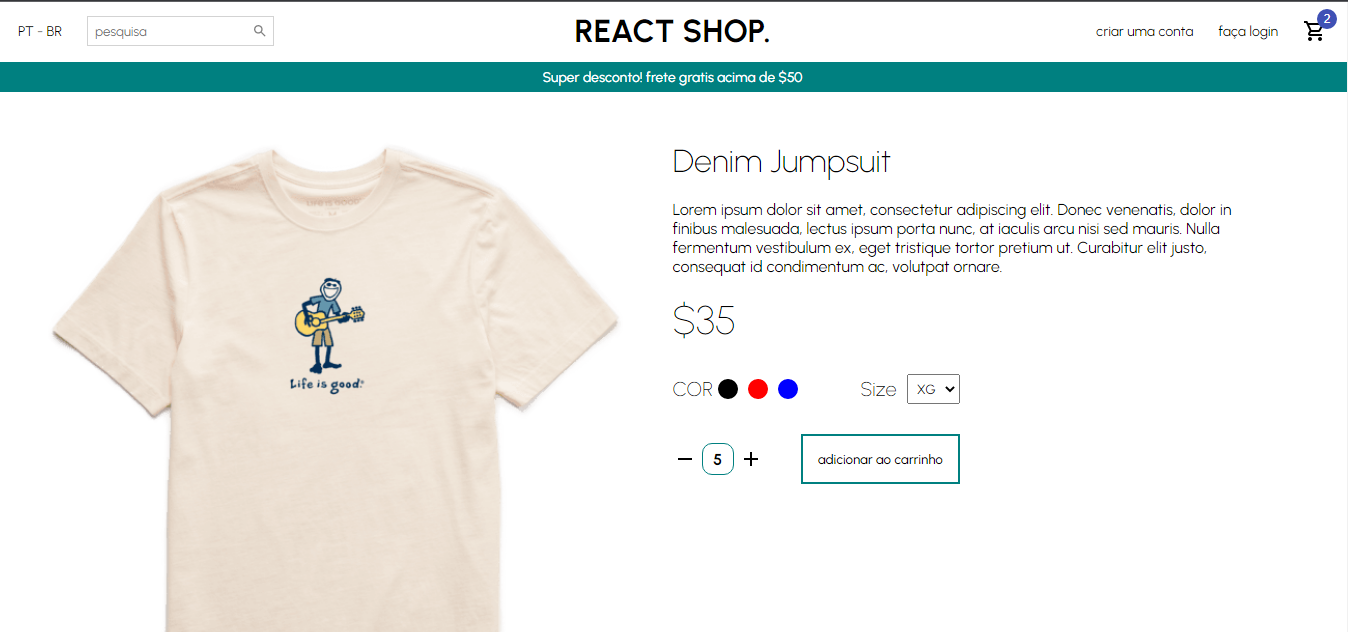 PT - BR
pesquisa
REACT SHOP.
criar uma conta
faça login
2
Super desconto! frete gratis acima de $50
LIFE IS GOOD
Life is good.
Denim Jumpsuit
Lorem ipsum dolor sit amet, consectetur adipiscing elit. Donec venenatis, dolor in
finibus malesuada, lectus ipsum porta nunc, at iaculis arcu nisi sed mauris. Nulla
fermentum vestibulum ex, eget tristique tortor pretium ut. Curabitur elit justo,
consequat id condimentum ac, volutpat ornare.
$35
COR
Size
XG
5
adicionar ao carrinho